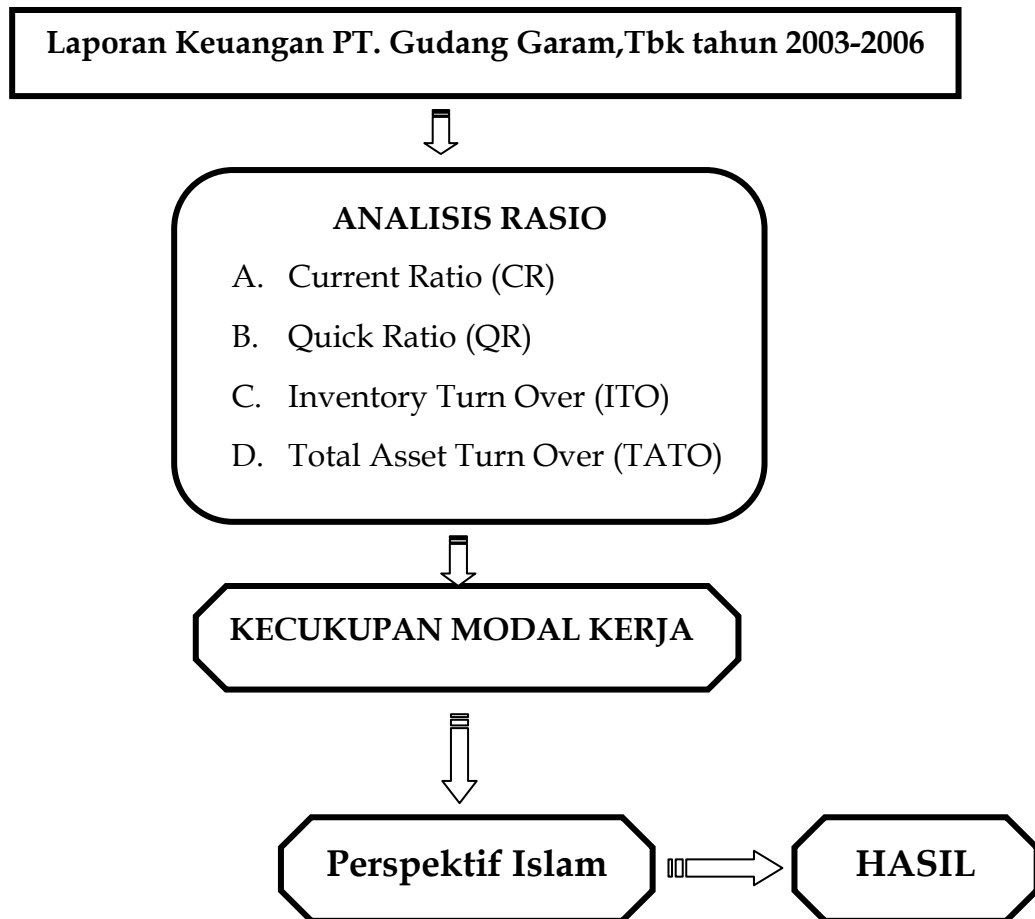 Laporan Keuangan PT. Gudang Garam,Tbk tahun 2003-2006
ANALISIS RASIO
A. Current Ratio (CR)
B. Quick Ratio (QR)
C. Inventory Turn Over (ITO)
D. Total Asset Turn Over (TATO)
KECUKUPAN MODAL KERJA
Perspektif Islam
HASIL